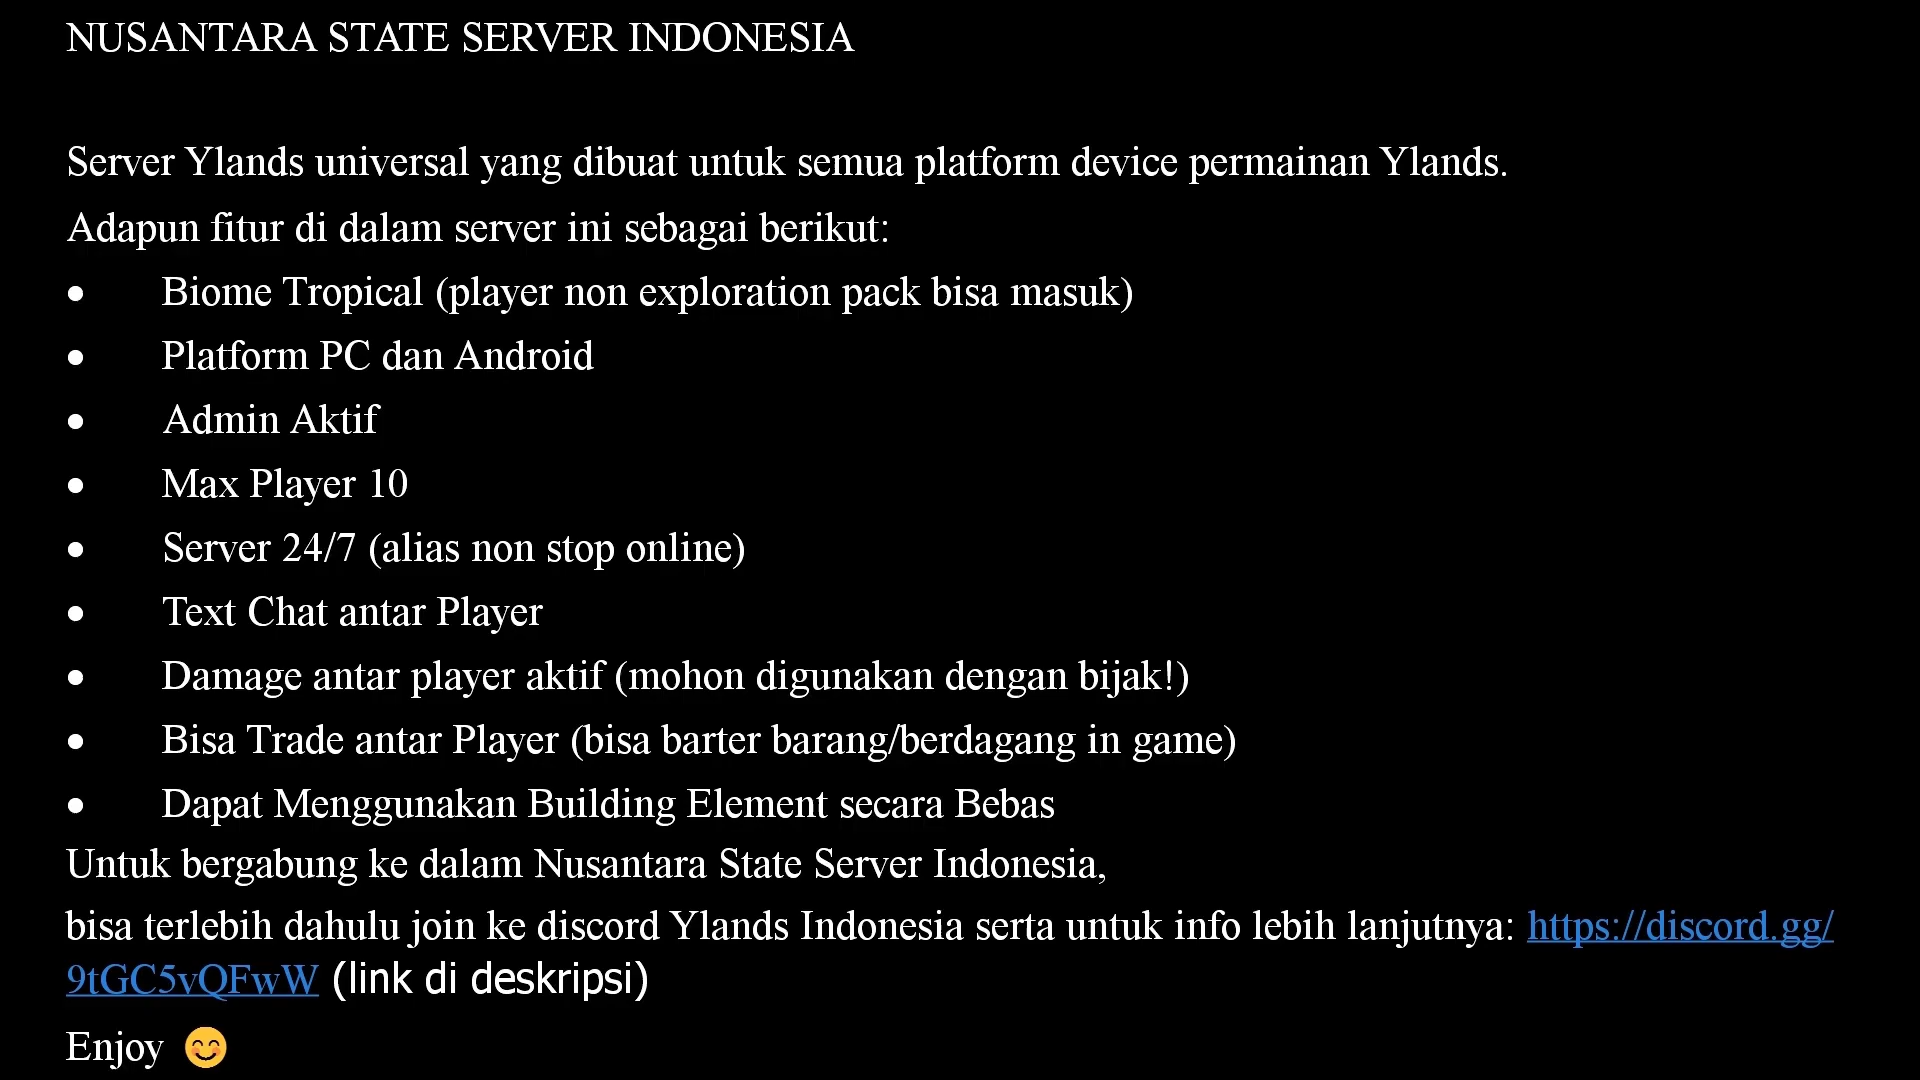 NUSANTARA STATE SERVER INDONESIA
Server Ylands universal yang dibuat untuk semua platform device permainan Ylands.
Adapun fitur di dalam server ini sebagai berikut:
• Biome Tropical (player non exploration pack bisa masuk)
• Platform PC dan Android
• Admin Aktif
• Max Player 10
• Server 24/7 (alias non stop online)
• Text Chat antar Player
• Damage antar player aktif (mohon digunakan dengan bijak!)
• Bisa Trade antar Player (bisa barter barang/berdagang in game)
• Dapat Menggunakan Building Element secara Bebas
Untuk bergabung ke dalam Nusantara State Server Indonesia,
bisa terlebih dahulu join ke discord Ylands Indonesia serta untuk info lebih lanjutnya: https://discord.gg/
9tGC5vQFwW (link di deskripsi)
Enjoy 😊